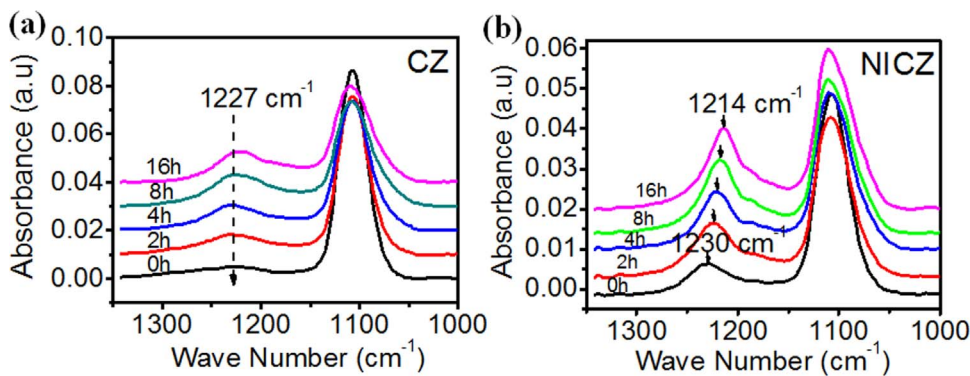 (a)
0.10
0.08
0.06
0.04
0.02
0.00
Absorbance (a.u)
CZ
1227 cm-1
16h
8h
4h
2h
0h
1300
1200
1100
1000
Wave Number (cm-1)
(b)
0.06
0.05
0.04
0.03
0.02
0.01
0.00
Absorbance (a.u)
NICZ
1214 cm-1
16h
8h
4h
1230 cm-1
2h
0h
1300
1200
1100
1000
Wave Number (cm-1)